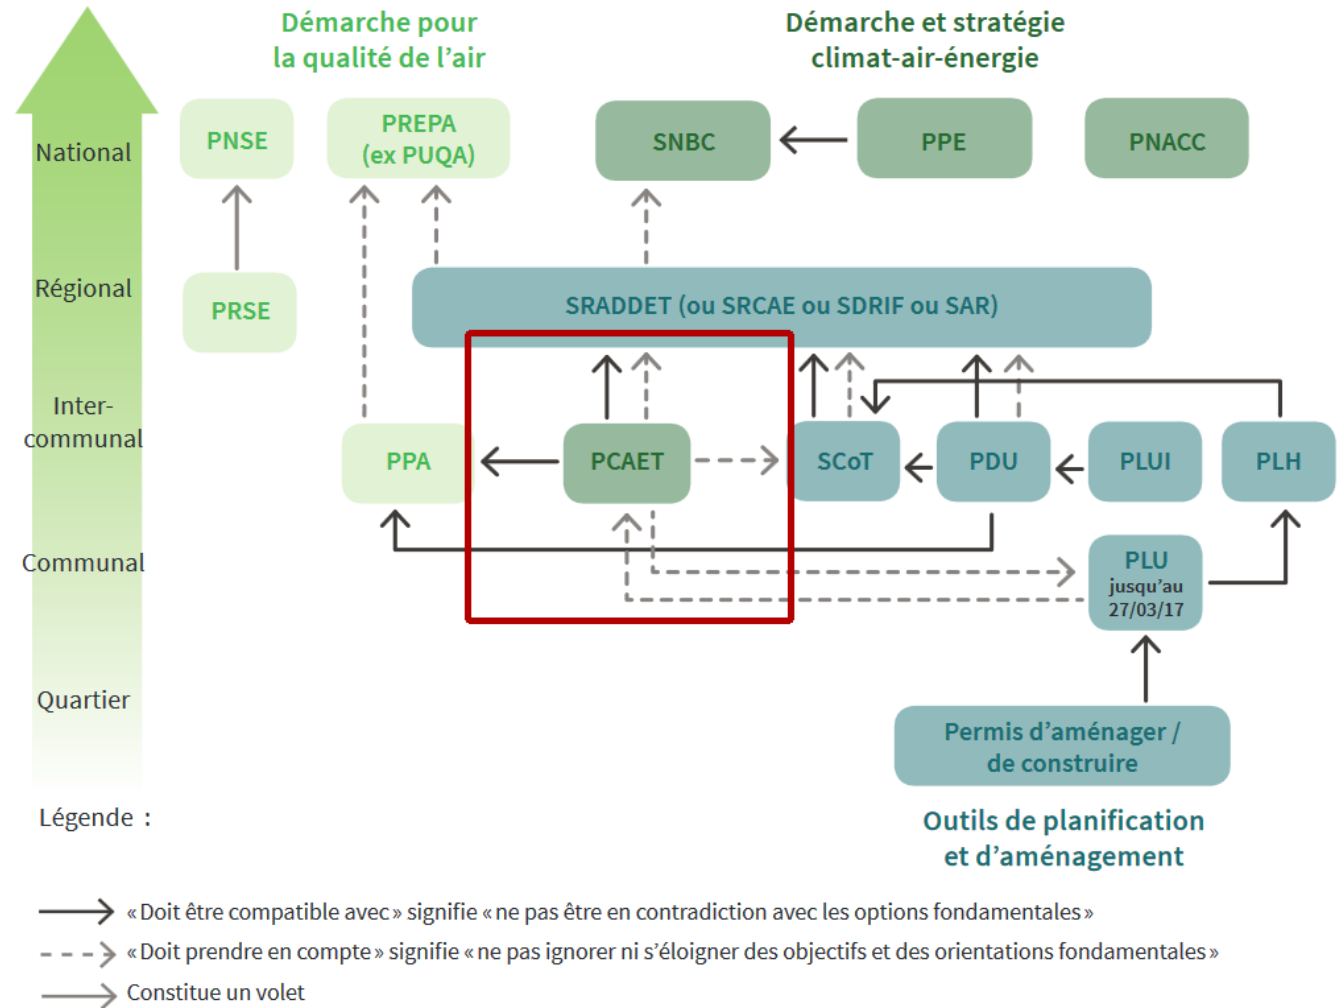 Démarche pour
la qualité de l'air
Démarche et stratégie
climat-air-énergie
National
PNSE
PREPA
(ex PUQA)
SNBC
PPE
PNACC
Régional
PRSE
SRADDET (ou SRCAE ou SDRIF ou SAR)
Inter-
communal
PPA
PCAET
SCoT
PDU
PLUI
PLH
Communal
PLU
jusqu'au
27/03/17
Quartier
Permis d'aménager /
de construire
Légende :
Outils de planification
et d'aménagement
« Doit être compatible avec » signifie « ne pas être en contradiction avec les options fondamentales »
« Doit prendre en compte » signifie « ne pas ignorer ni s'éloigner des objectifs et des orientations fondamentales »
Constitue un volet